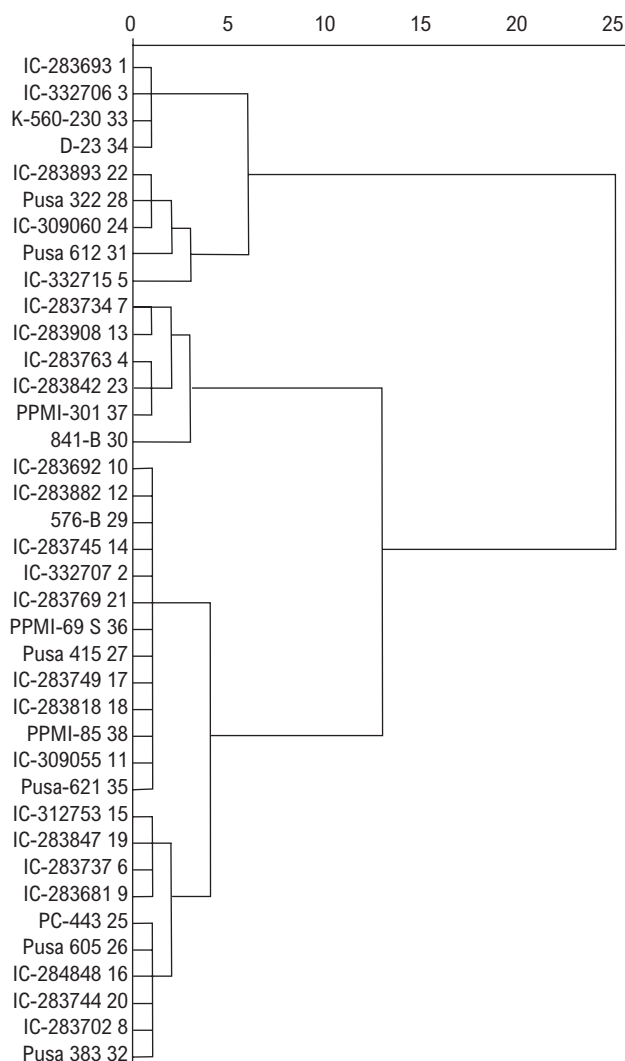 0 5 10 15 20 25
IC-283693 1
IC-332706 3
K-560-230 33
D-23 34
IC-283893 22
Pusa 322 28
IC-309060 24
Pusa 612 31
IC-332715 5
IC-283734 7
IC-283908 13
IC-283763 4
IC-283842 23
PPMI-301 37
841-B 30
IC-283692 10
IC-283882 12
576-B 29
IC-283745 14
IC-332707 2
IC-283769 21
PPMI-69 S 36
Pusa 415 27
IC-283749 17
IC-283818 18
PPMI-85 38
IC-309055 11
Pusa-621 35
IC-312753 15
IC-283847 19
IC-283737 6
IC-283681 9
PC-443 25
Pusa 605 26
IC-284848 16
IC-283744 20
IC-283702 8
Pusa 383 32